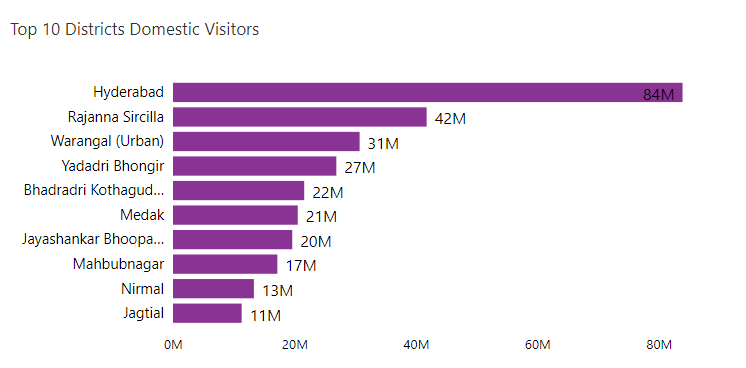 Top 10 Districts Domestic Visitors
Hyderabad 84M
Rajanna Sircilla 42M
Warangal (Urban) 31M
Yadadri Bhongir 27M
Bhadradri Kothagud... 22M
Medak 21M
Jayashankar Bhoopa... 20M
Mahbubnagar 17M
Nirmal 13M
Jagtial 11M
0M 20M 40M 60M 80M